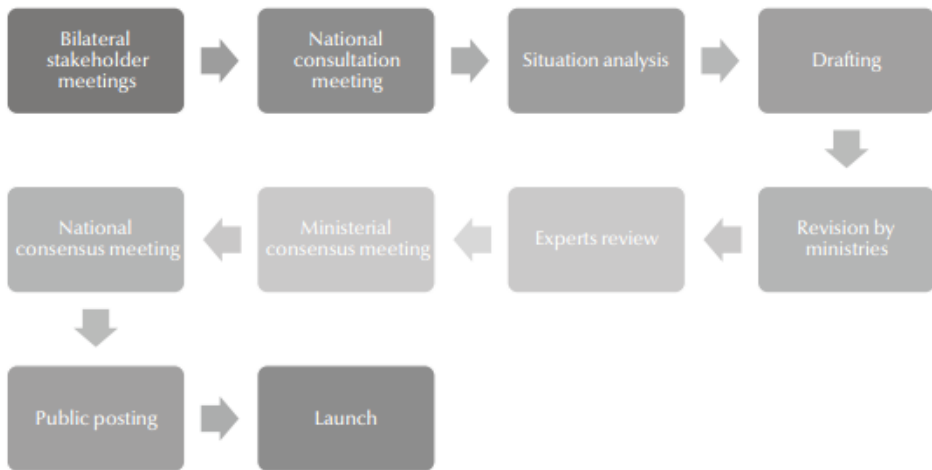 Bilateral
stakeholder
meetings
National
consultation
meeting
Situation analysis
Drafting
Revision by
ministries
Experts review
Ministerial
consensus meeting
National
consensus meeting
Public posting
Launch